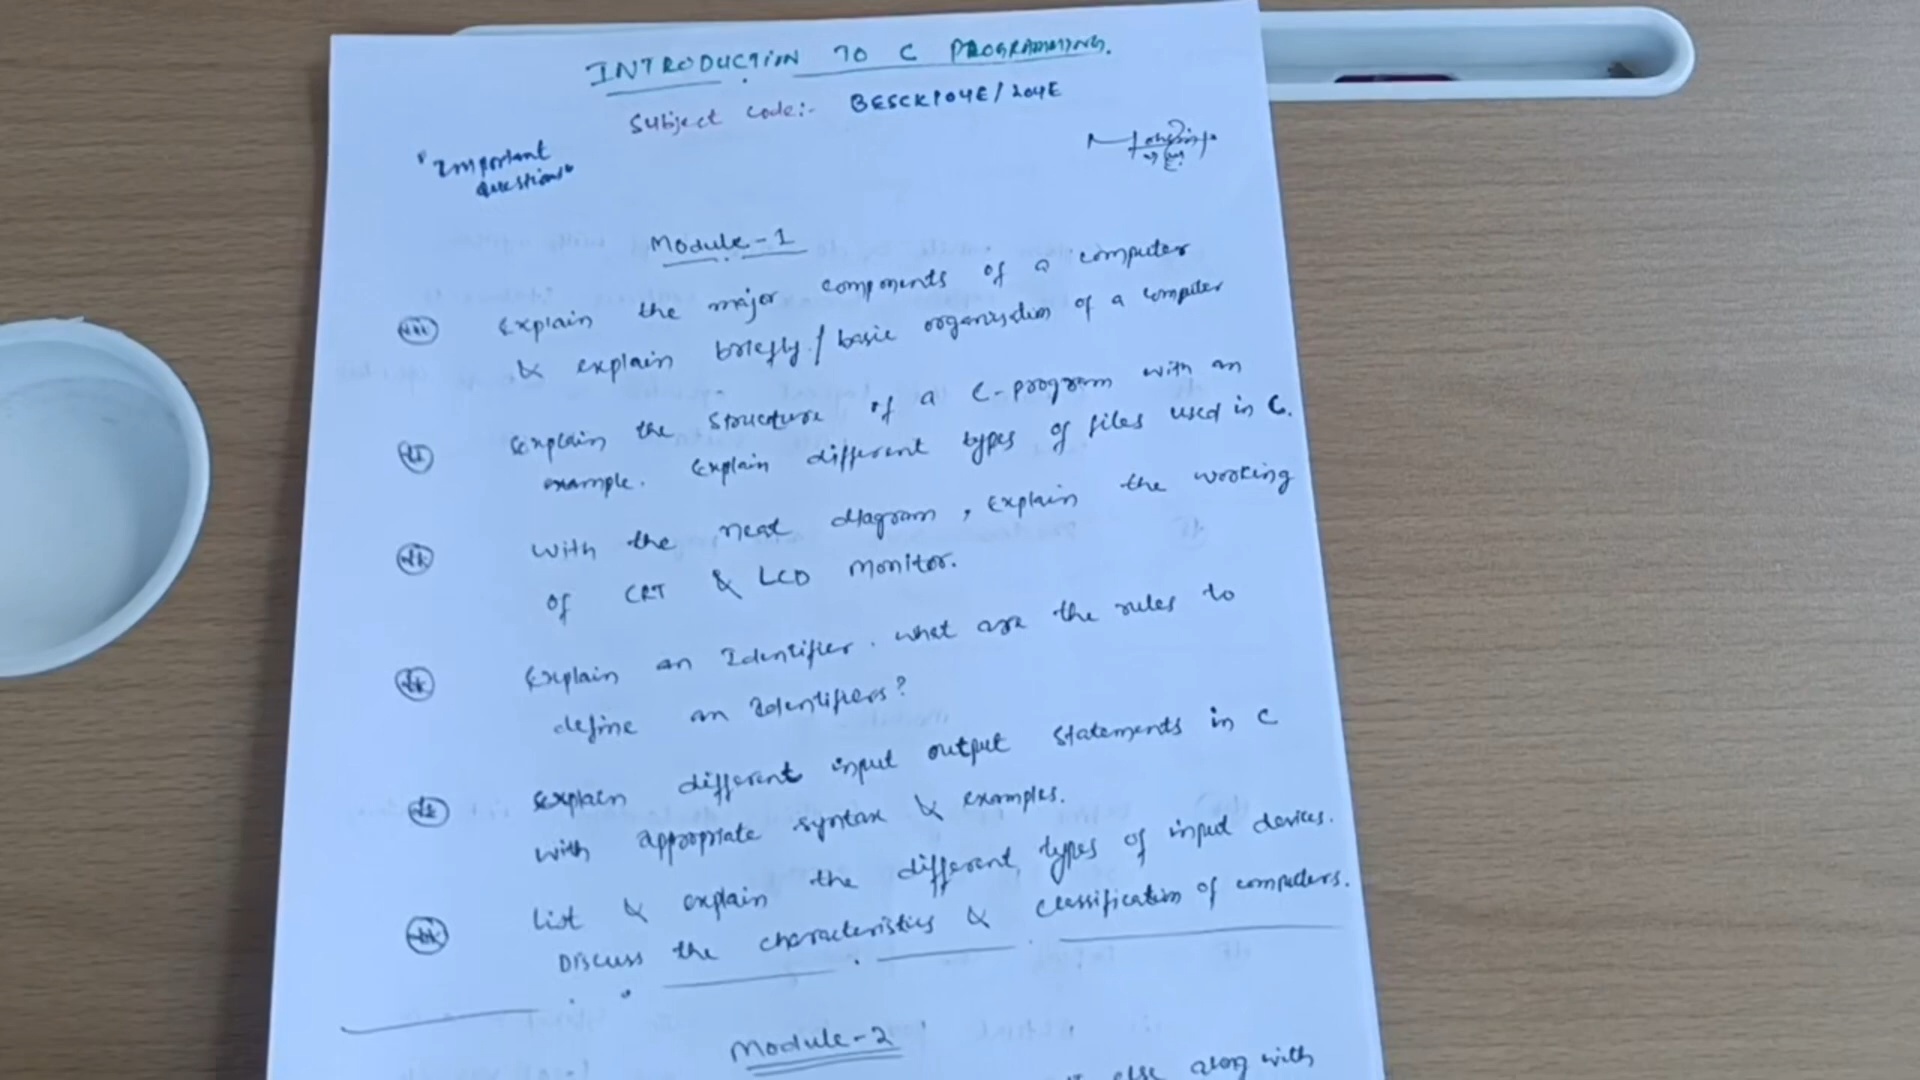 INTRODUCTION TO C PROGRAMMING.
Subject code:- BESCK104E/204E
"Important
Questions"
Module-1
Explain the major components of a computer
& explain briefly./basic organisation of a computer
Explain the structure of a C-program with an
example. Explain different types of files used in C.
With the neat diagram, explain the working
of CRT & LCD monitor.
Explain an Identifier. what are the rules to
define an Identifiers?
Explain different input output statements in C
with appropriate syntax & examples.
List & explain the different types of input devices.
Discuss the characteristics & classification of computers.
Module-2
else along with